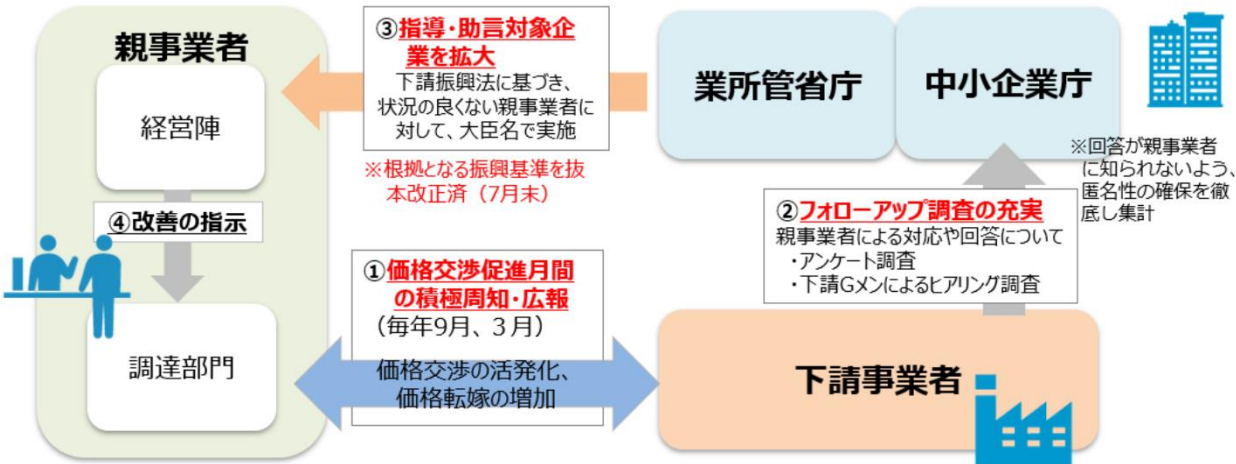 親事業者
経営陣
④改善の指示
調達部門
③指導・助言対象企
業を拡大
下請振興法に基づき、
状況の良くない親事業者に
対して、大臣名で実施
※根拠となる振興基準を抜
本改正済（7月末）
①価格交渉促進月間
の積極周知・広報
（毎年9月、３月）
価格交渉の活発化、
価格転嫁の増加
業所管省庁
中小企業庁
※回答が親事業者
に知られないよう、
匿名性の確保を徹
底し集計
②フォローアップ調査の充実
親事業者による対応や回答について
・アンケート調査
・下請Gメンによるヒアリング調査
下請事業者